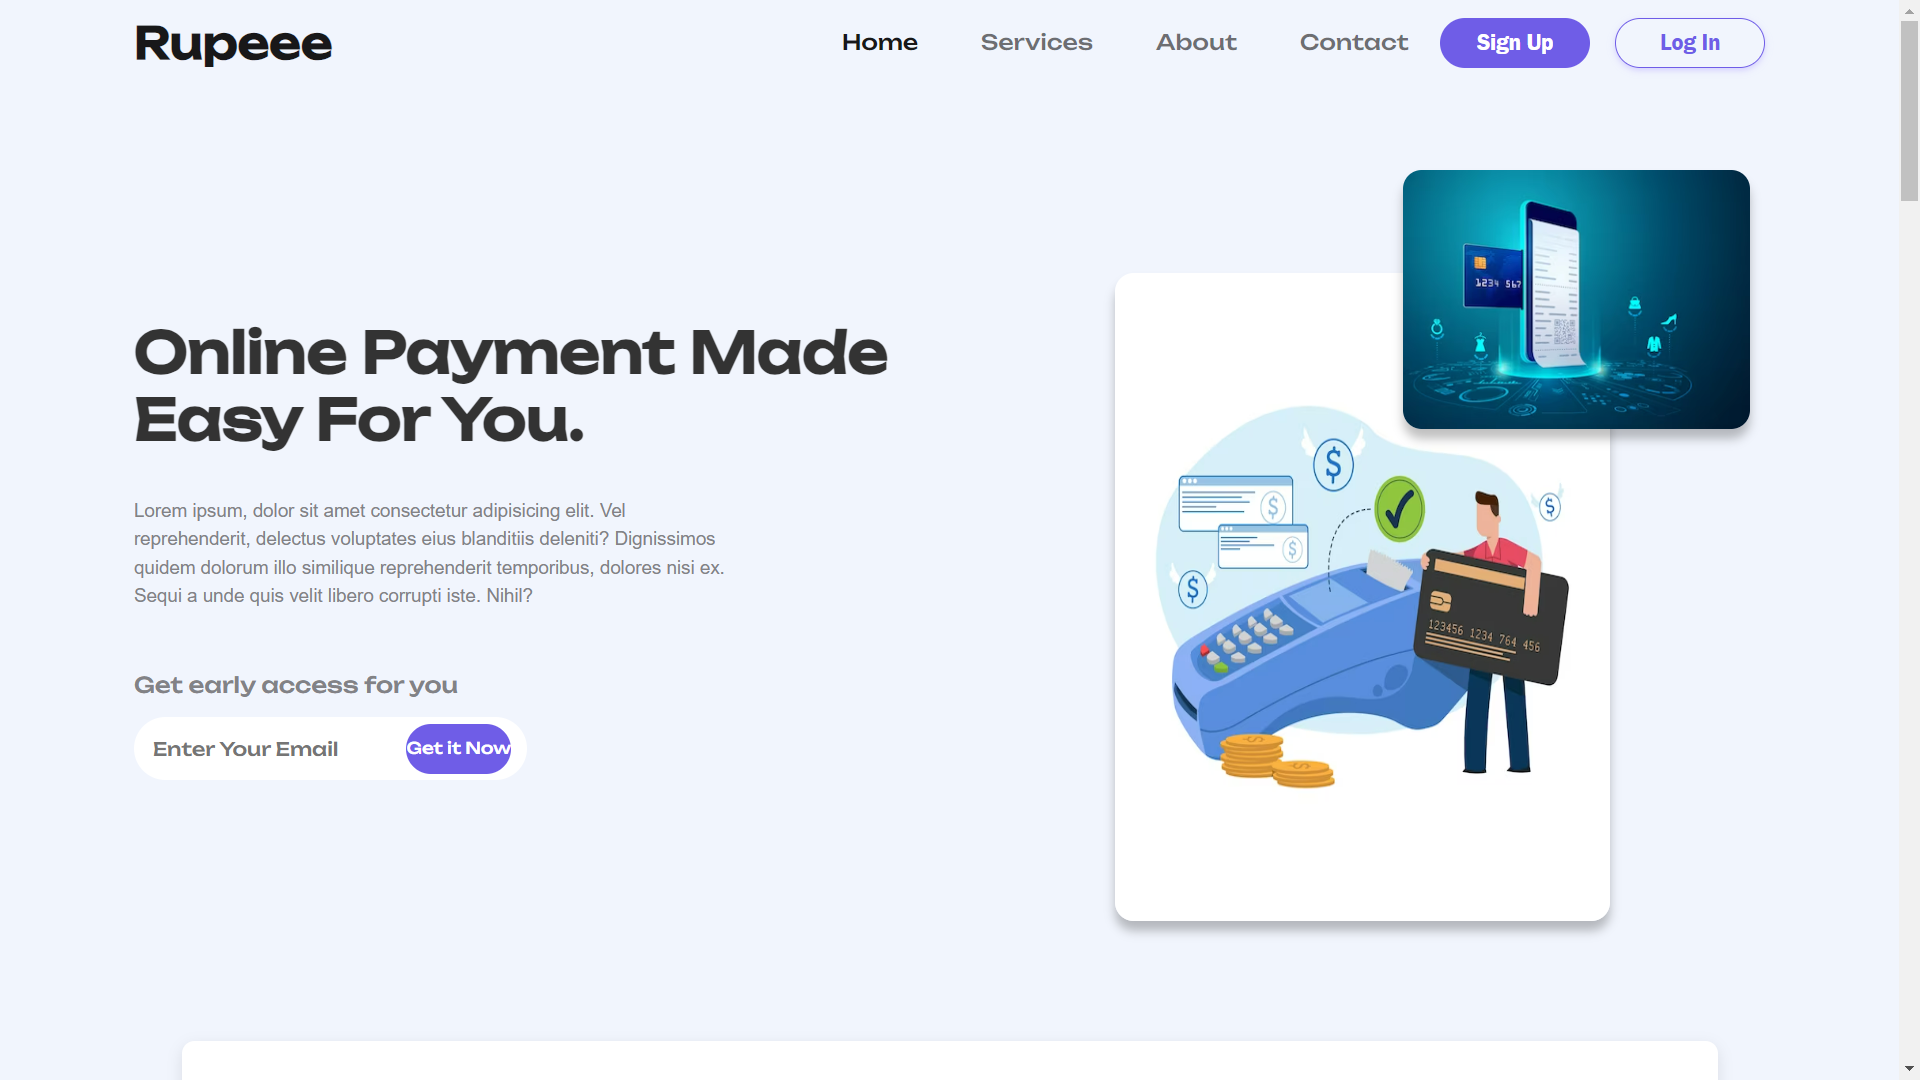 Rupeee
Home Services About Contact Sign Up Log In
Online Payment Made
Easy For You.
Lorem ipsum, dolor sit amet consectetur adipisicing elit. Vel
reprehenderit, delectus voluptates eius blanditiis deleniti? Dignissimos
quidem dolorum illo similique reprehenderit temporibus, dolores nisi ex.
Sequi a unde quis velit libero corrupti iste. Nihil?
Get early access for you
Enter Your Email Get it Now
1234 567
$
$
$
$
$
123456 1234 764 456